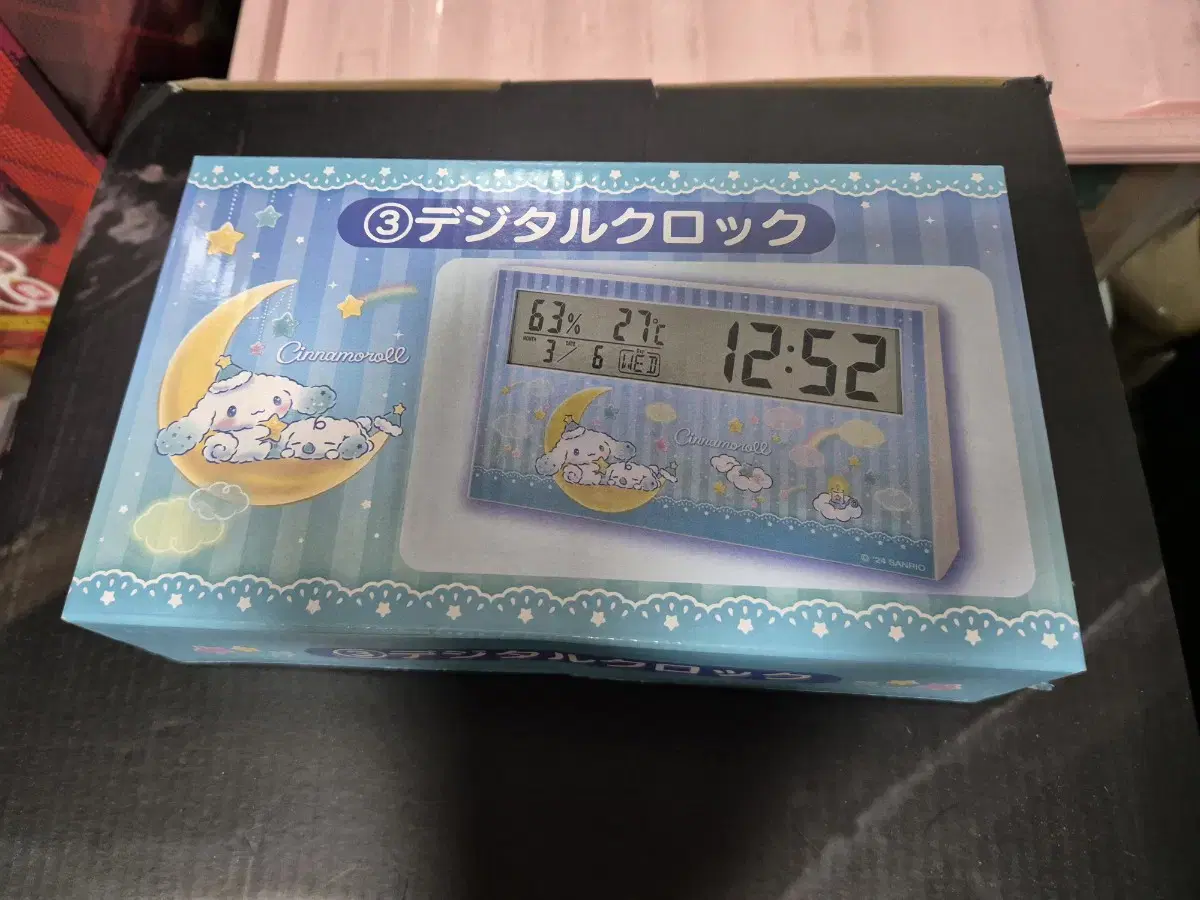 ③デジタルクロック
Cinnamoroll
63% 27℃
12:52
MONTH DATE DAY
3/6 WED
Cinnamoroll
© '24 SANRIO
③デジタルクロック